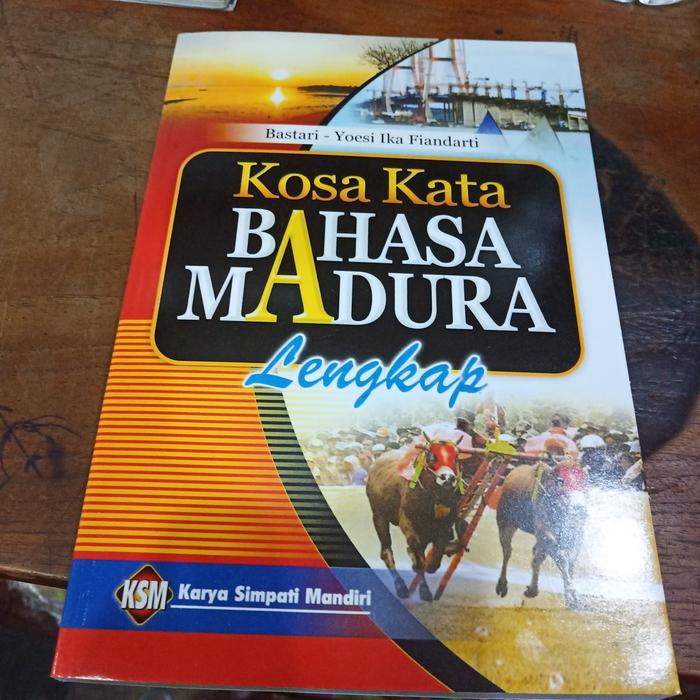 Bastari - Yoesi Ika Fiandarti
Kosa Kata
BAHASA
MADURA
Lengkap
KSM Karya Simpati Mandiri